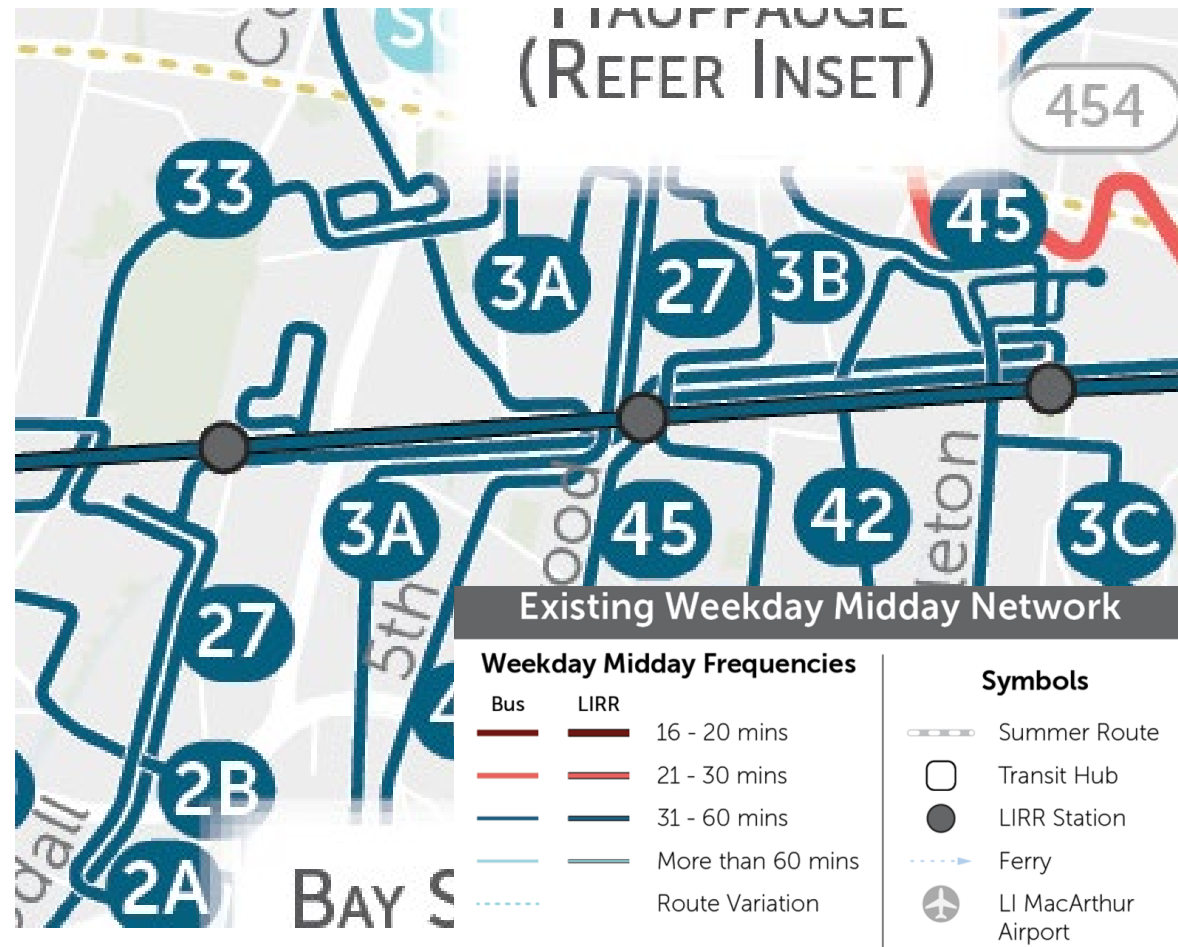 HAUPPAUGE
(REFER INSET)
454
33
45
3A
27
3B
3A
45
42
3C
5th
27
2B
2A
BAY S
Existing Weekday Midday Network
Weekday Midday Frequencies
Bus LIRR
16 - 20 mins
21 - 30 mins
31 - 60 mins
More than 60 mins
Route Variation
Symbols
Summer Route
Transit Hub
LIRR Station
Ferry
LI MacArthur
Airport